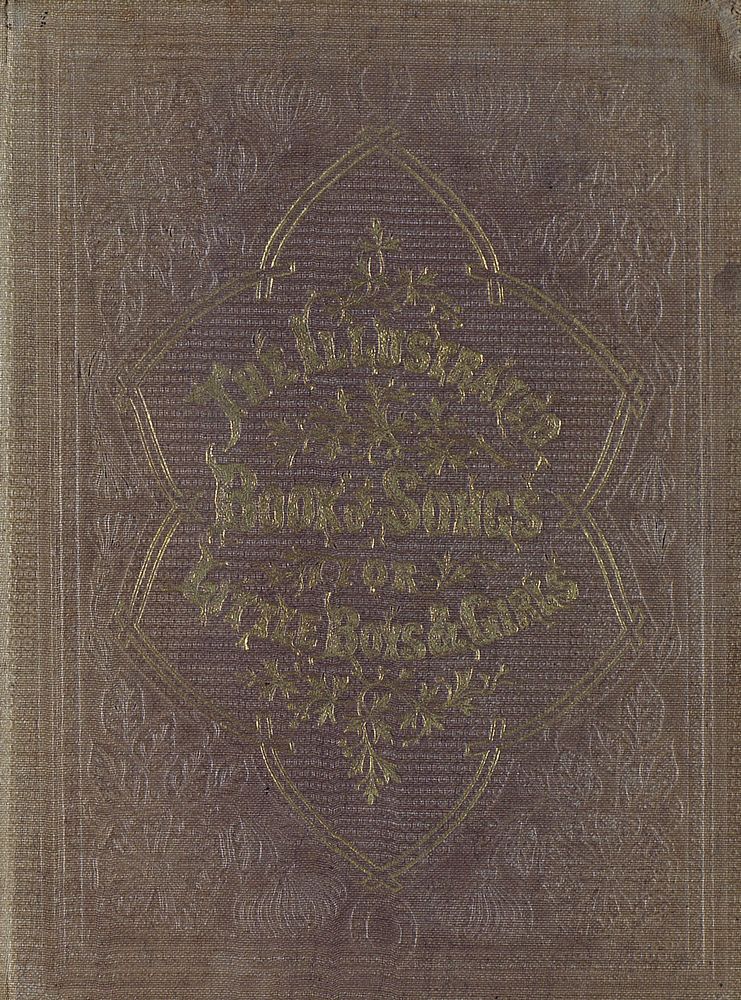 THE ILLUSTRATED
BOOK of SONGS
FOR
LITTLE BOYS & GIRLS